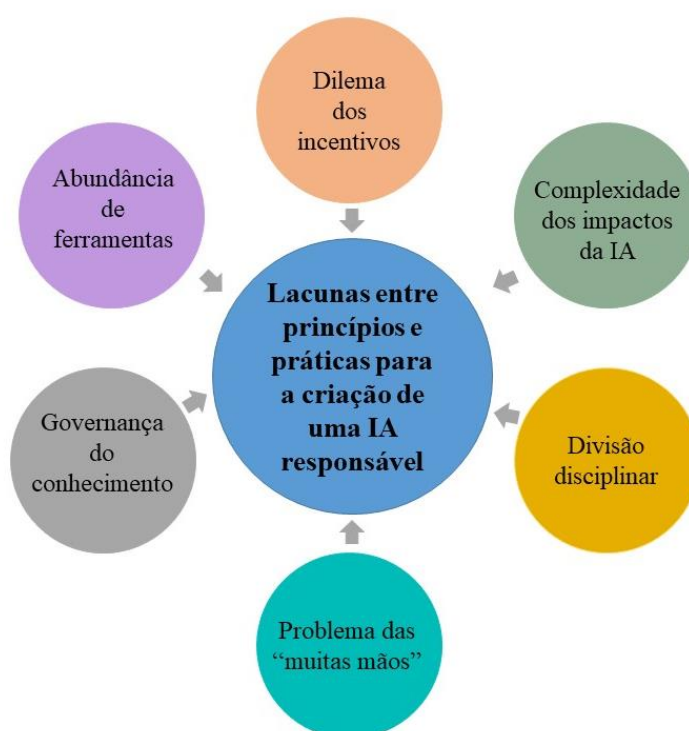 Dilema
dos
incentivos
Abundância
de
ferramentas
Complexidade
dos impactos
da IA
Lacunas entre
princípios e
práticas para
a criação de
uma IA
responsável
Governança
do
conhecimento
Divisão
disciplinar
Problema das
“muitas mãos”